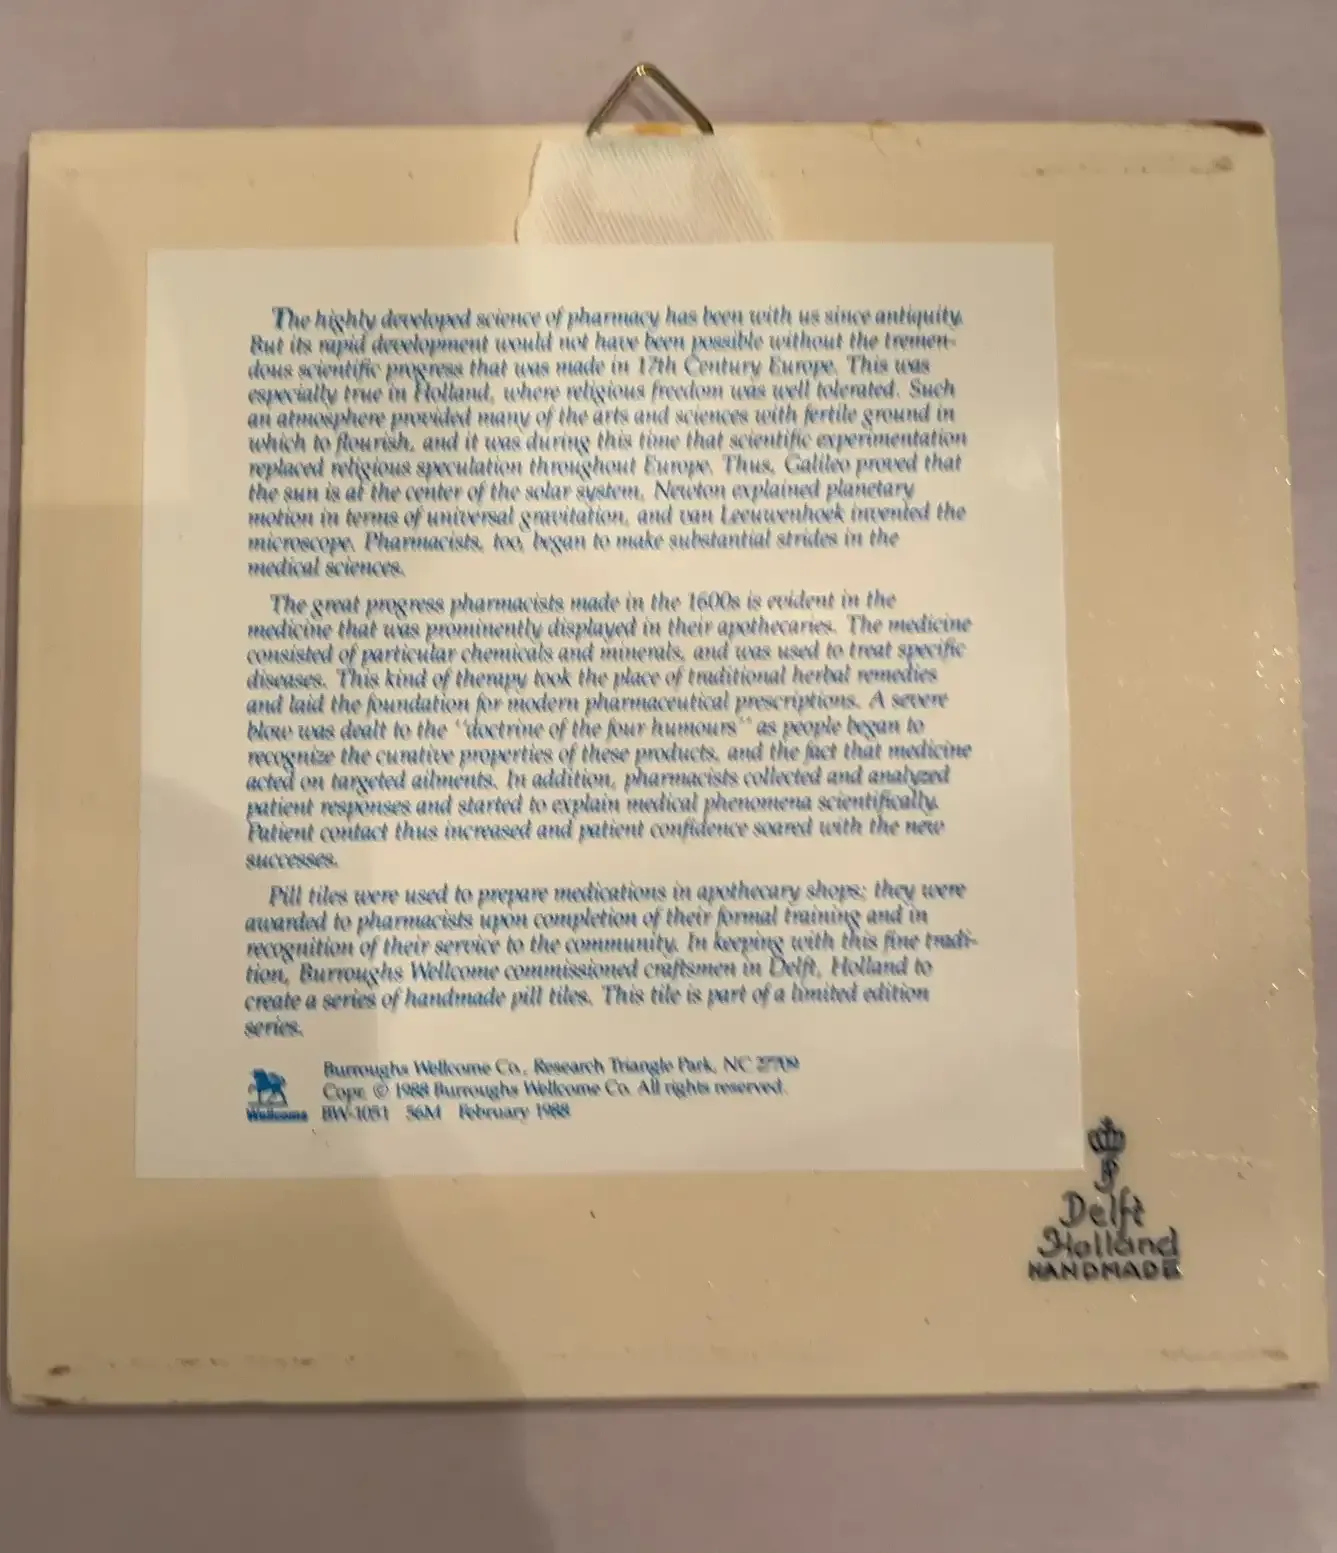 The highly developed science of pharmacy has been with us since antiquity.
But its rapid development would not have been possible without the tremen-
dous scientific progress that was made in 17th Century Europe. This was
especially true in Holland, where religious freedom was well tolerated. Such
an atmosphere provided many of the arts and sciences with fertile ground in
which to flourish, and it was during this time that scientific experimentation
replaced religious speculation throughout Europe. Thus, Galileo proved that
the sun is at the center of the solar system, Newton explained planetary
motion in terms of universal gravitation, and van Leeuwenhoek invented the
microscope. Pharmacists, too, began to make substantial strides in the
medical sciences.
The great progress pharmacists made in the 1600s is evident in the
medicine that was prominently displayed in their apothecaries. The medicine
consisted of particular chemicals and minerals, and was used to treat specific
diseases. This kind of therapy took the place of traditional herbal remedies
and laid the foundation for modern pharmaceutical prescriptions. A severe
blow was dealt to the "doctrine of the four humours" as people began to
recognize the curative properties of these products, and the fact that medicine
acted on targeted ailments. In addition, pharmacists collected and analyzed
patient responses and started to explain medical phenomena scientifically.
Patient contact thus increased and patient confidence soared with the new
successes.
Pill tiles were used to prepare medications in apothecary shops; they were
awarded to pharmacists upon completion of their formal training and in
recognition of their service to the community. In keeping with this fine tradi-
tion, Burroughs Wellcome commissioned craftsmen in Delft, Holland to
create a series of handmade pill tiles. This tile is part of a limited edition
series.
Burroughs Wellcome Co., Research Triangle Park, NC 27709
Copr. © 1988 Burroughs Wellcome Co. All rights reserved.
Wellcome BW-1051 56M February 1988
Delft
Holland
HANDMADE